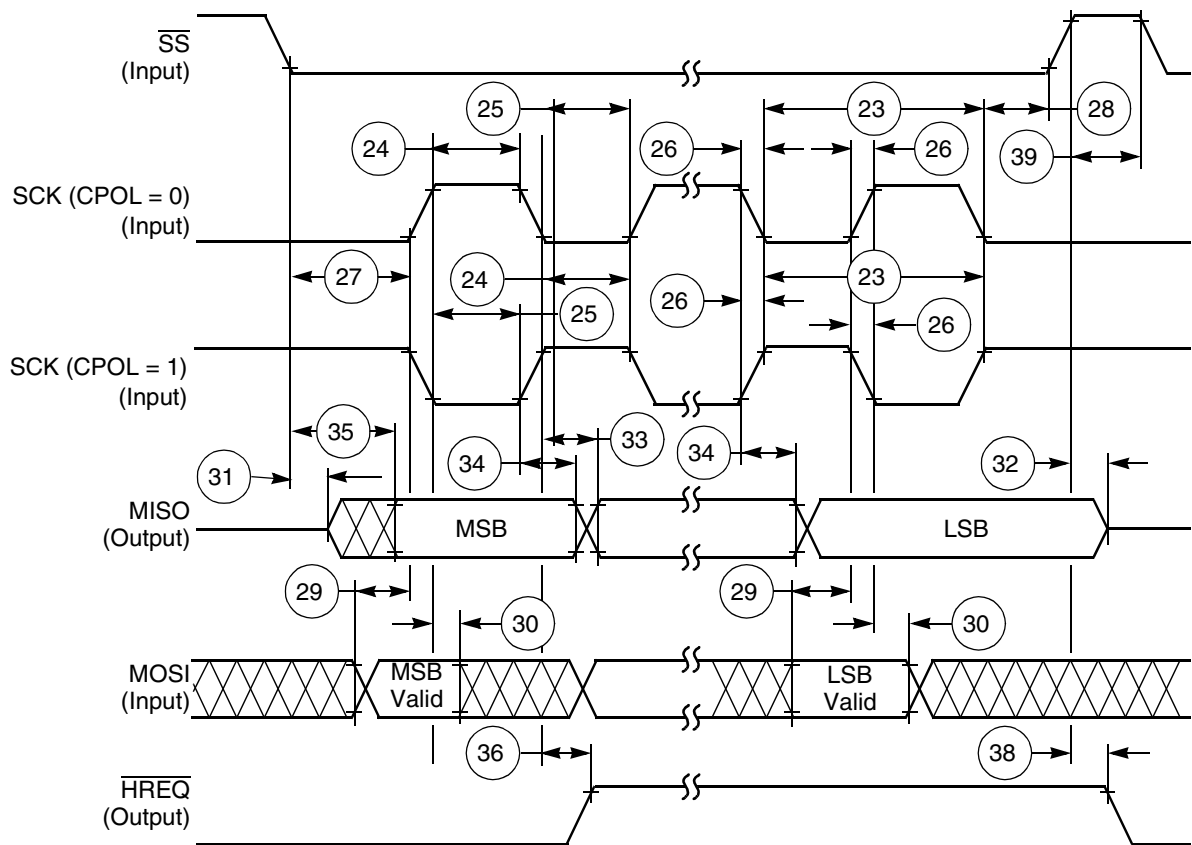 SS
(Input)
25
23
28
24
26
26
39
SCK (CPOL = 0)
(Input)
27
24
23
26
25
26
SCK (CPOL = 1)
(Input)
35
33
34
34
31
32
MISO
(Output)
MSB
LSB
29
29
30
30
MOSI
(Input)
MSB
Valid
LSB
Valid
36
38
HREQ
(Output)